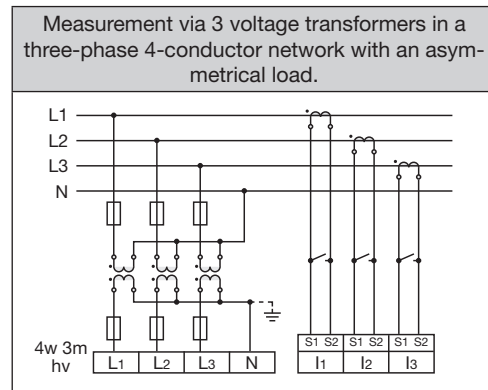 Measurement via 3 voltage transformers in a
three-phase 4-conductor network with an asym-
metrical load.
L1
L2
L3
N
4w 3m
hv
L1 L2 L3 N
S1 S2 S1 S2 S1 S2
I1 I2 I3